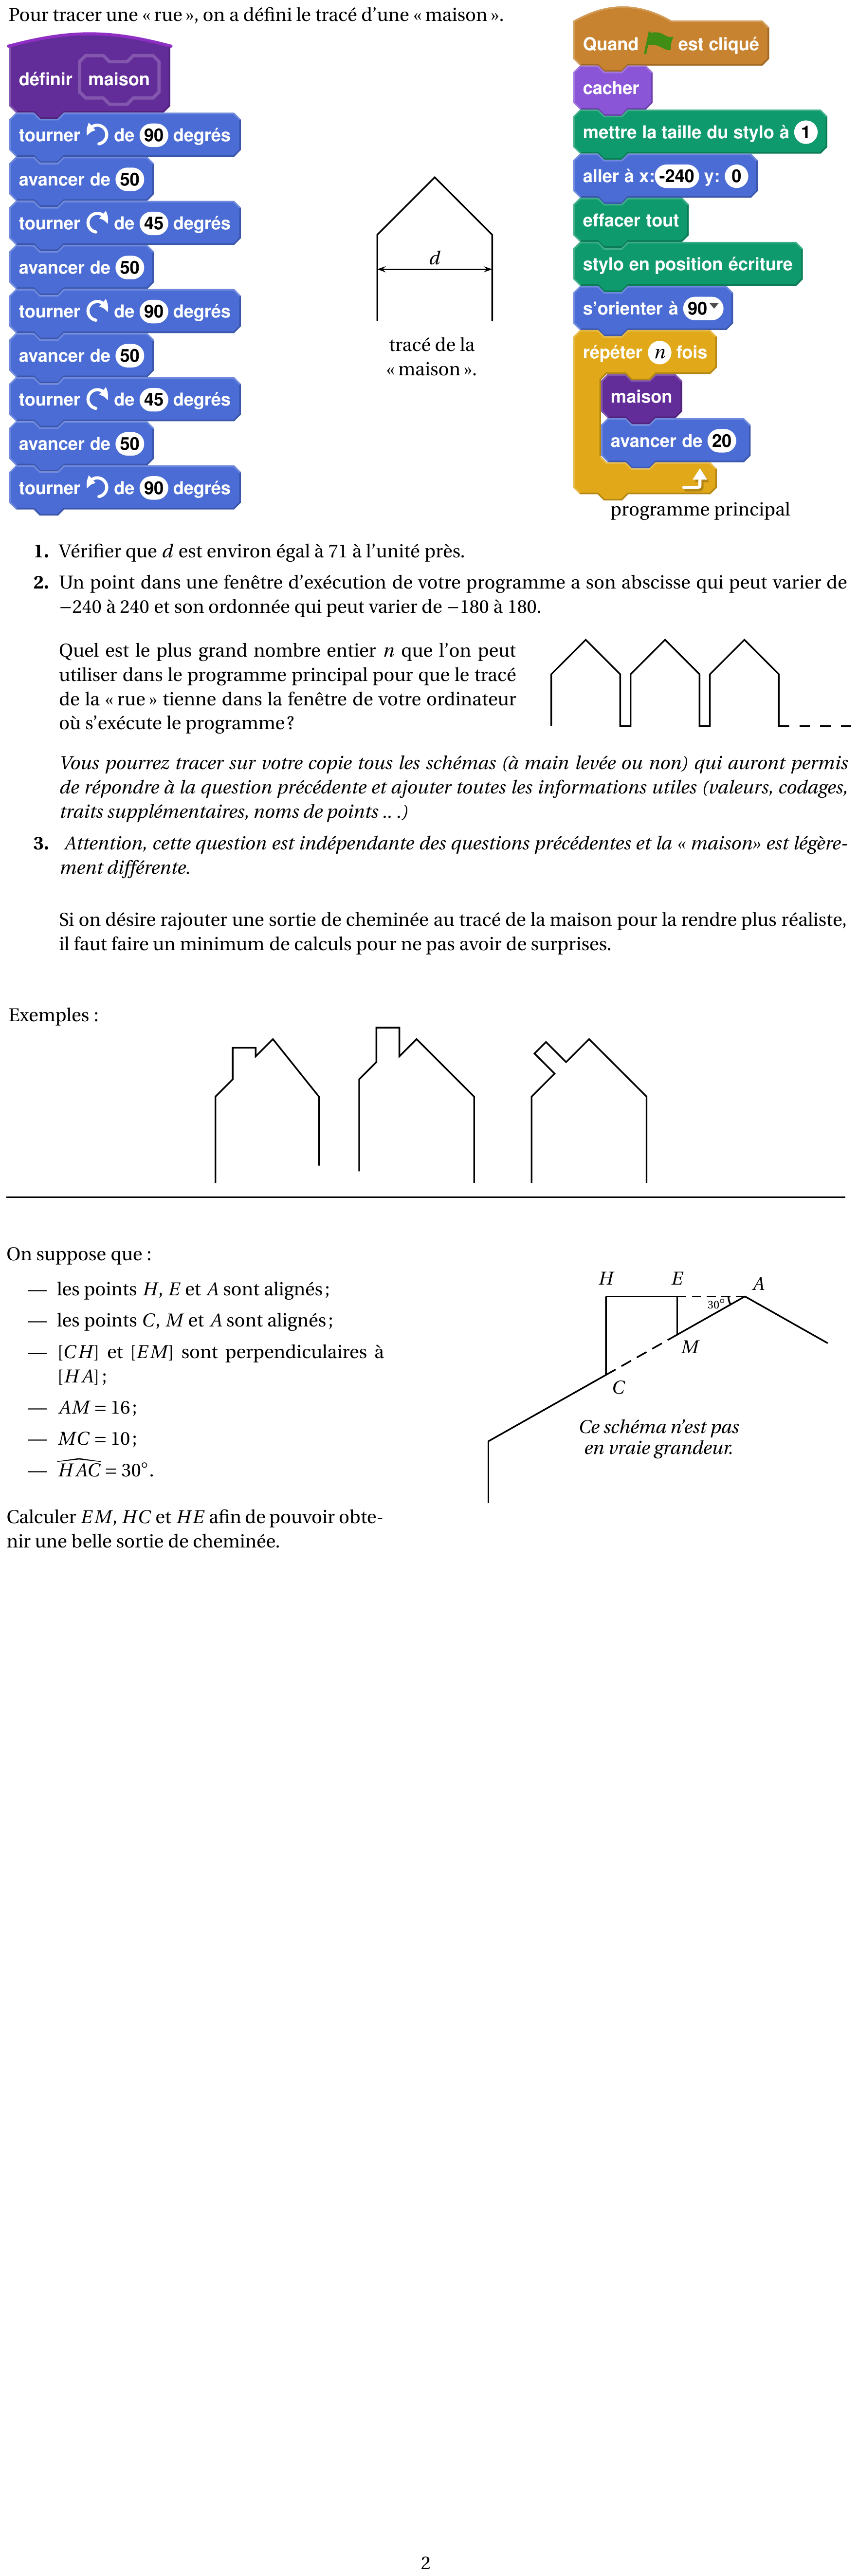 Pour tracer une « rue », on a défini le tracé d'une « maison ».
définir maison
tourner de 90 degrés
avancer de 50
tourner de 45 degrés
avancer de 50
tourner de 90 degrés
avancer de 50
tourner de 45 degrés
avancer de 50
tourner de 90 degrés
d
tracé de la
« maison ».
Quand est cliqué
cacher
mettre la taille du stylo à 1
aller à x: -240 y: 0
effacer tout
stylo en position écriture
s'orienter à 90
répéter n fois
maison
avancer de 20
programme principal
1. Vérifier que d est environ égal à 71 à l'unité près.
2. Un point dans une fenêtre d'exécution de votre programme a son abscisse qui peut varier de
−240 à 240 et son ordonnée qui peut varier de −180 à 180.
Quel est le plus grand nombre entier n que l'on peut
utiliser dans le programme principal pour que le tracé
de la « rue » tienne dans la fenêtre de votre ordinateur
où s'exécute le programme ?
Vous pourrez tracer sur votre copie tous les schémas (à main levée ou non) qui auront permis
de répondre à la question précédente et ajouter toutes les informations utiles (valeurs, codages,
traits supplémentaires, noms de points .. .)
3. Attention, cette question est indépendante des questions précédentes et la « maison» est légère-
ment différente.
Si on désire rajouter une sortie de cheminée au tracé de la maison pour la rendre plus réaliste,
il faut faire un minimum de calculs pour ne pas avoir de surprises.
Exemples :
On suppose que :
— les points H, E et A sont alignés ;
— les points C, M et A sont alignés ;
— [CH] et [EM] sont perpendiculaires à
[HA] ;
— AM = 16 ;
— MC = 10 ;
— HAC = 30°.
Calculer EM, HC et HE afin de pouvoir obte-
nir une belle sortie de cheminée.
H
E
A
30°
M
C
Ce schéma n'est pas
en vraie grandeur.
2